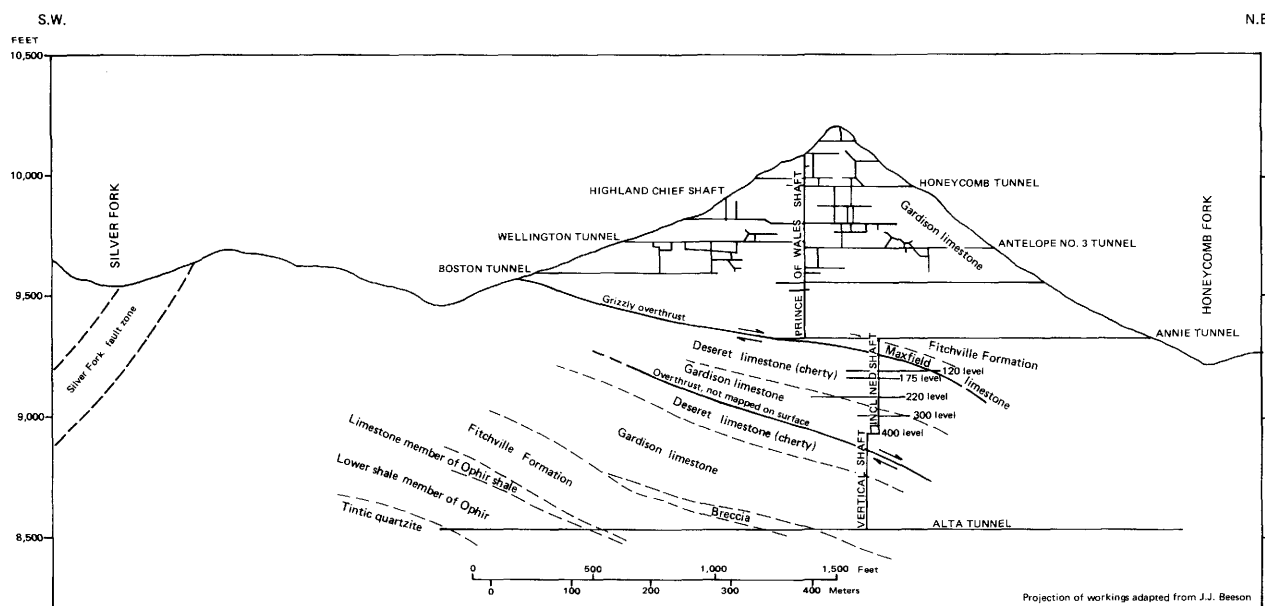 S.W.
N.E
FEET
10,500
10,000
9,500
9,000
8,500
SILVER FORK
Silver Fork fault zone
HIGHLAND CHIEF SHAFT
WELLINGTON TUNNEL
BOSTON TUNNEL
PRINCE OF WALES SHAFT
HONEYCOMB TUNNEL
Gardison limestone
ANTELOPE NO. 3 TUNNEL
HONEYCOMB FORK
ANNIE TUNNEL
Grizzly overthrust
INCLINED SHAFT
Fitchville Formation
Maxfield limestone
Deseret limestone (cherty)
120 level
175 level
Gardison limestone
220 level
Overthrust, not mapped on surface
300 level
Deseret limestone (cherty)
400 level
Limestone member of Ophir shale
Fitchville Formation
Gardison limestone
Lower shale member of Ophir
VERTICAL SHAFT
Tintic quartzite
Breccia
ALTA TUNNEL
0 500 1,000 1,500 Feet
0 100 200 300 400 Meters
Projection of workings adapted from J.J. Beeson